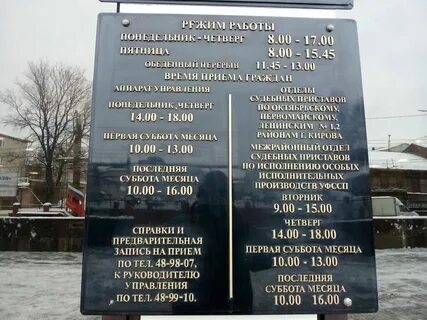 РЕЖИМ РАБОТЫ
ПОНЕДЕЛЬНИК - ЧЕТВЕРГ 8.00 - 17.00
ПЯТНИЦА 8.00 - 15.45
ОБЕДЕННЫЙ ПЕРЕРЫВ 11.45 - 13.00
ВРЕМЯ ПРИЕМА ГРАЖДАН
АППАРАТ УПРАВЛЕНИЯ
ПОНЕДЕЛЬНИК, ЧЕТВЕРГ
14.00 - 18.00
ПЕРВАЯ СУББОТА МЕСЯЦА
10.00 - 13.00
ПОСЛЕДНЯЯ
СУББОТА МЕСЯЦА
10.00 - 16.00
СПРАВКИ И
ПРЕДВАРИТЕЛЬНАЯ
ЗАПИСЬ НА ПРИЕМ
ПО ТЕЛ. 48-98-07,
К РУКОВОДИТЕЛЮ
УПРАВЛЕНИЯ
ПО ТЕЛ. 48-99-10.
ОТДЕЛЫ
СУДЕБНЫХ ПРИСТАВОВ
ПО ОКТЯБРЬСКОМУ,
ПЕРВОМАЙСКОМУ,
ЛЕНИНСКИМ № 1,2
РАЙОНАМ Г. КИРОВА
МЕЖРАЙОННЫЙ ОТДЕЛ
СУДЕБНЫХ ПРИСТАВОВ
ПО ИСПОЛНЕНИЮ ОСОБЫХ
ИСПОЛНИТЕЛЬНЫХ
ПРОИЗВОДСТВ УФССП
ВТОРНИК
9.00 - 15.00
ЧЕТВЕРГ
14.00 - 18.00
ПЕРВАЯ СУББОТА МЕСЯЦА
10.00 - 13.00
ПОСЛЕДНЯЯ
СУББОТА МЕСЯЦА
10.00 16.00